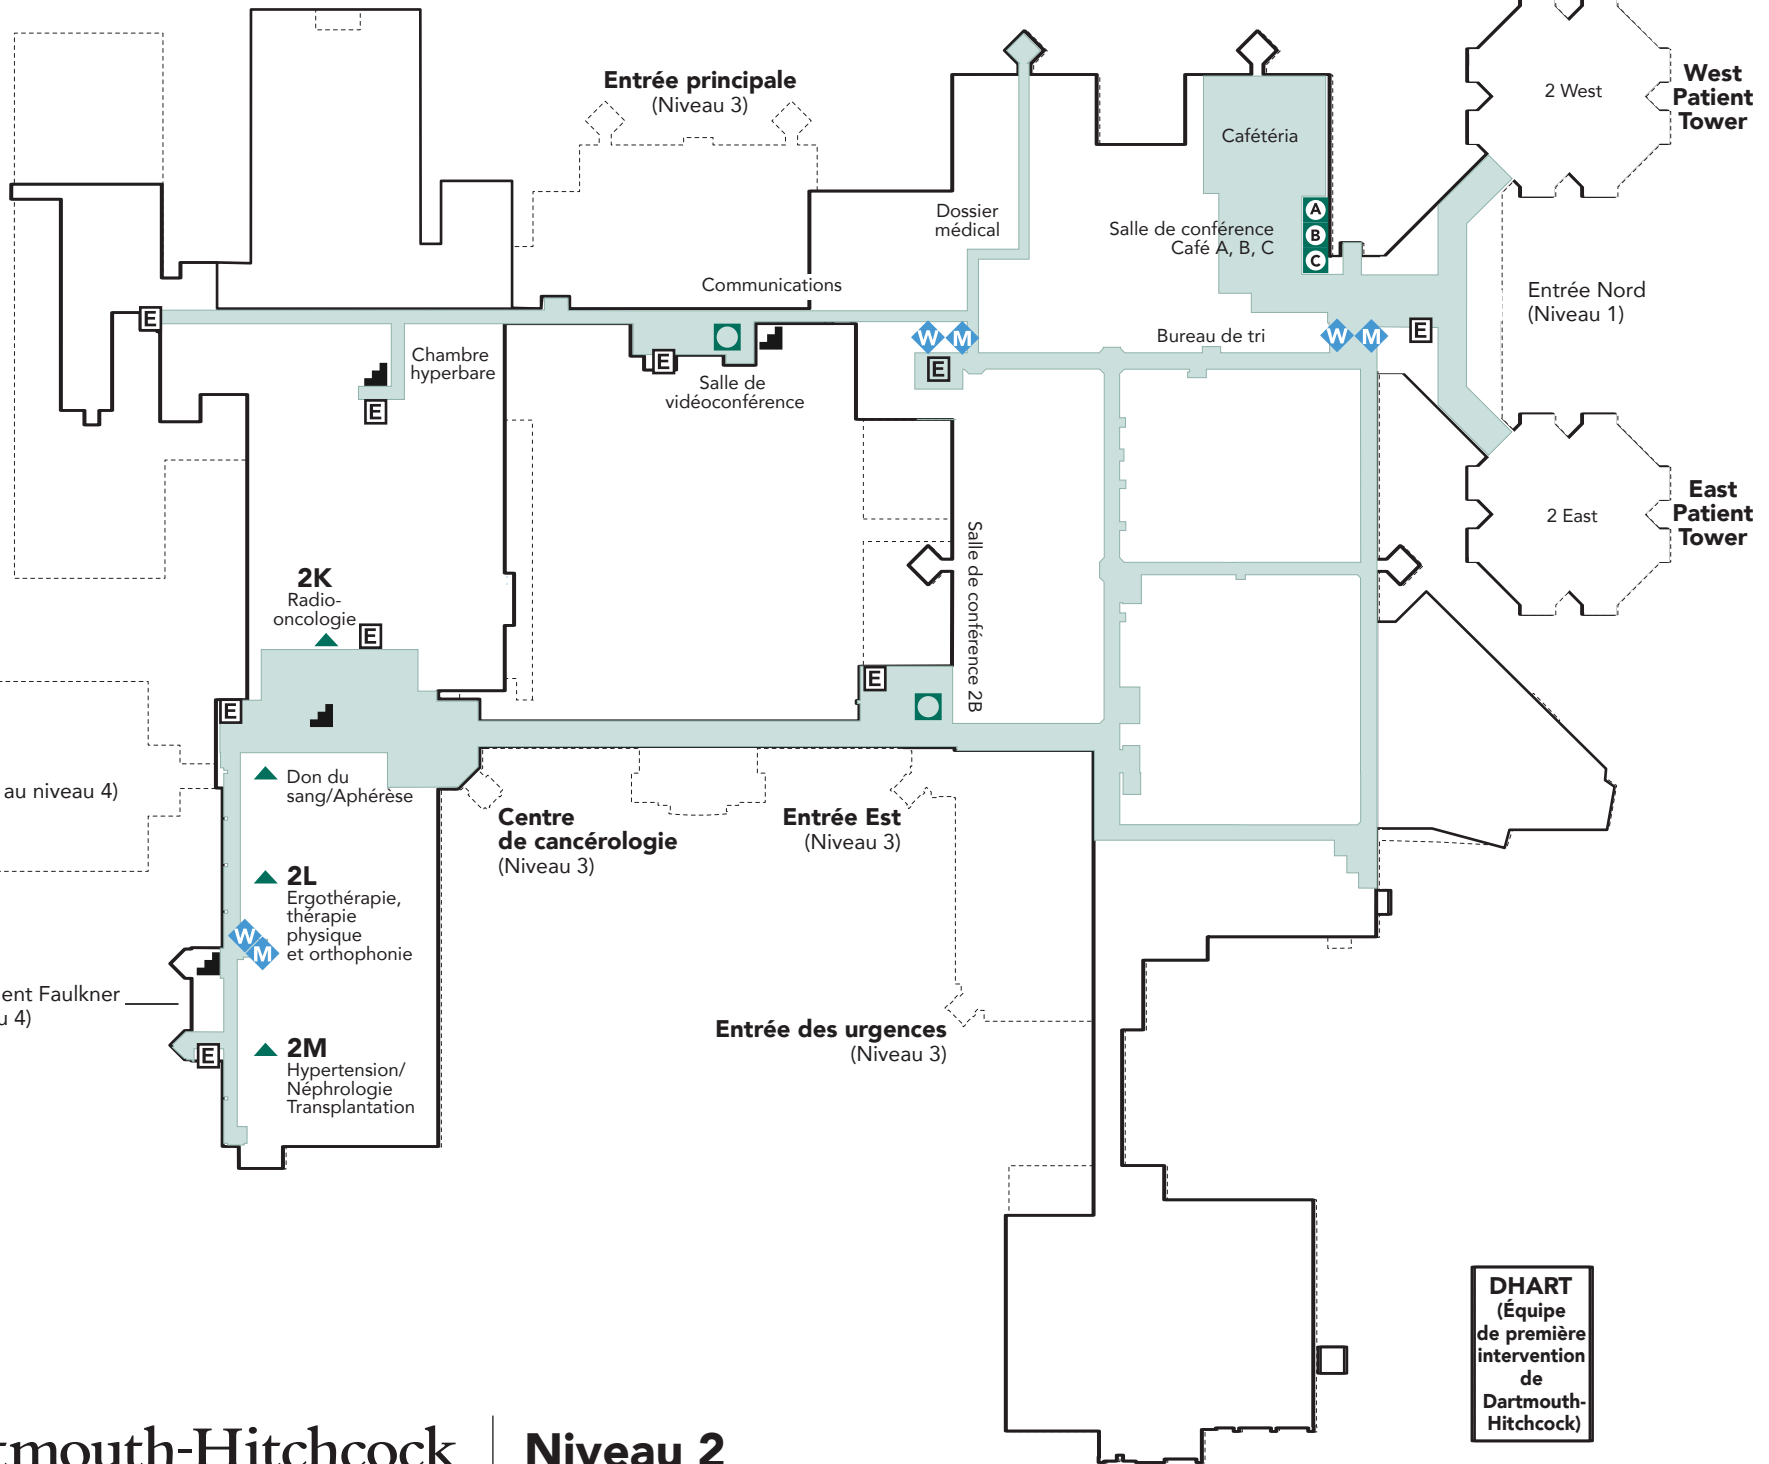 Entrée principale
(Niveau 3)
2 West
West
Patient
Tower
Cafétéria
A
B
C
Dossier
médical
Salle de conférence
Café A, B, C
Communications
Entrée Nord
(Niveau 1)
E
W M
Bureau de tri
W M
E
Chambre
hyperbare
E
E
E
Salle de
vidéoconférence
2 East
East
Patient
Tower
Salle de conférence 2B
2K
Radio-
oncologie
E
E
E
Don du
sang/Aphérèse
au niveau 4)
Centre
de cancérologie
(Niveau 3)
Entrée Est
(Niveau 3)
2L
Ergothérapie,
thérapie
physique
et orthophonie
W
M
ent Faulkner
u 4)
E
2M
Hypertension/
Néphrologie
Transplantation
Entrée des urgences
(Niveau 3)
DHART
(Équipe
de première
intervention
de
Dartmouth-
Hitchcock)
tmouth-Hitchcock
Niveau 2